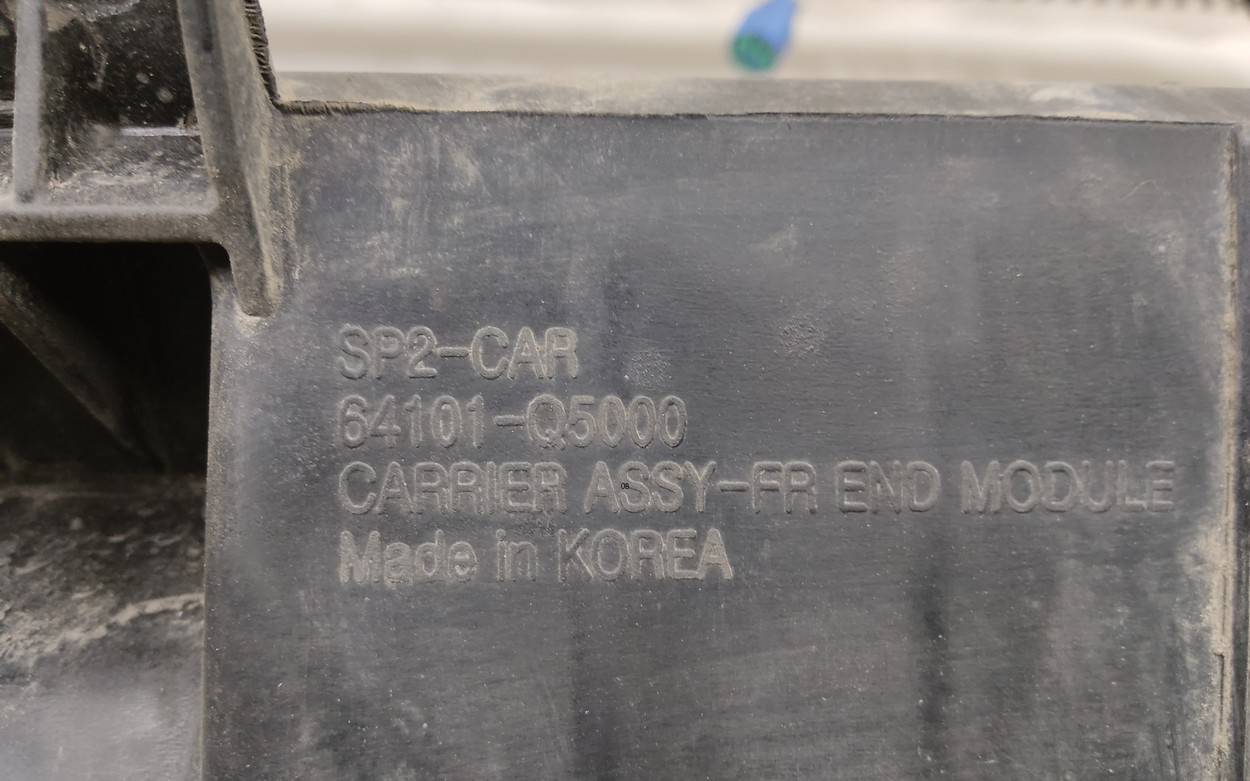 SP2-CAR
64101-Q5000
CARRIER ASSY-FR END MODULE
Made in KOREA